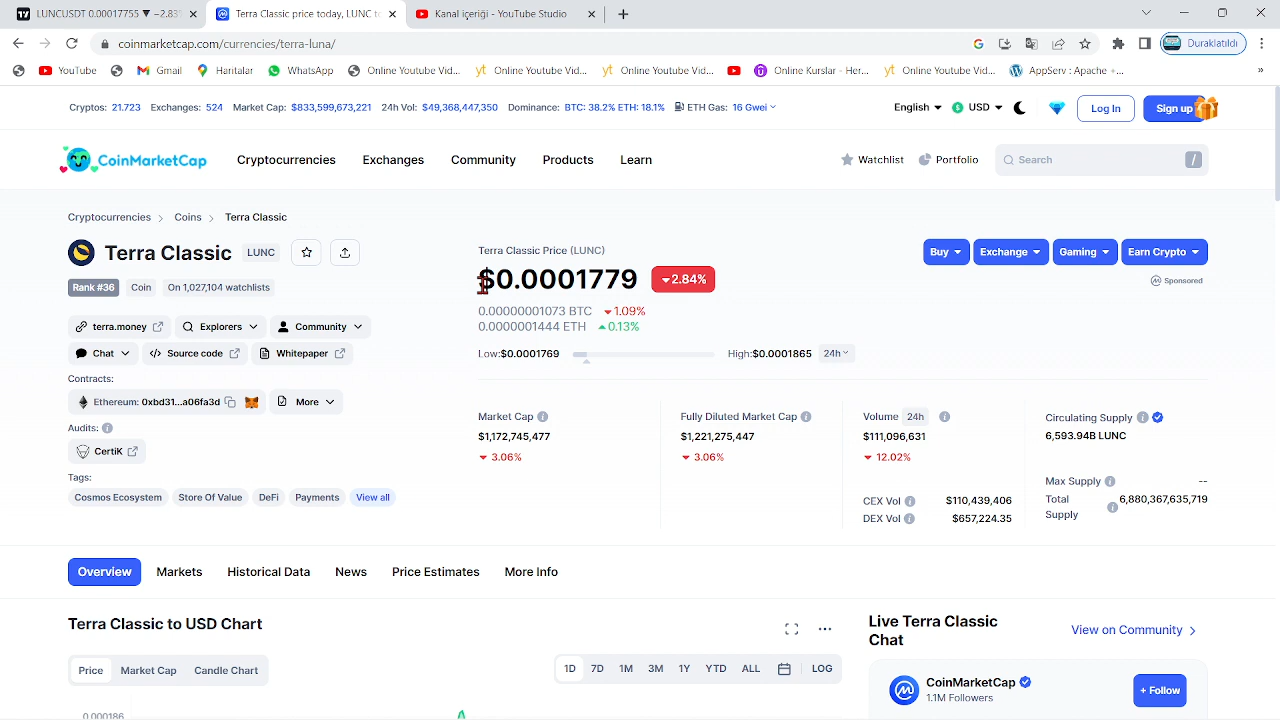 LUNCUSDT 0.00017755 ▼ −2.83%
Terra Classic price today, LUNC to
Kanal içeriği - YouTube Studio
coinmarketcap.com/currencies/terra-luna/
Duraklatıldı
YouTube
Gmail
Haritalar
WhatsApp
Online Youtube Vid...
Online Youtube Vid...
Online Youtube Vid...
Online Kurslar - Her...
Online Youtube Vid...
AppServ : Apache +...
»
Cryptos: 21.723 Exchanges: 524 Market Cap: $833,599,673,221 24h Vol: $49,368,447,350 Dominance: BTC: 38.2% ETH: 18.1% ETH Gas: 16 Gwei
English
USD
Log In
Sign up
CoinMarketCap
Cryptocurrencies
Exchanges
Community
Products
Learn
Watchlist
Portfolio
Search
/
Cryptocurrencies
Coins
Terra Classic
Terra Classic
LUNC
Rank #36
Coin
On 1,027,104 watchlists
terra.money
Explorers
Community
Chat
Source code
Whitepaper
Contracts:
Ethereum: 0xbd31...a06fa3d
More
Audits:
CertiK
Tags:
Cosmos Ecosystem
Store Of Value
DeFi
Payments
View all
Terra Classic Price (LUNC)
$0.0001779
2.84%
0.00000001073 BTC 1.09%
0.0000001444 ETH 0.13%
Low:$0.0001769
High:$0.0001865
24h
Buy
Exchange
Gaming
Earn Crypto
Sponsored
Market Cap
$1,172,745,477
3.06%
Fully Diluted Market Cap
$1,221,275,447
3.06%
Volume 24h
$111,096,631
12.02%
CEX Vol $110,439,406
DEX Vol $657,224.35
Circulating Supply
6,593.94B LUNC
Max Supply --
Total Supply 6,880,367,635,719
Overview
Markets
Historical Data
News
Price Estimates
More Info
Terra Classic to USD Chart
Price
Market Cap
Candle Chart
1D
7D
1M
3M
1Y
YTD
ALL
LOG
0.000186
Live Terra Classic
Chat
View on Community
CoinMarketCap
1.1M Followers
+ Follow